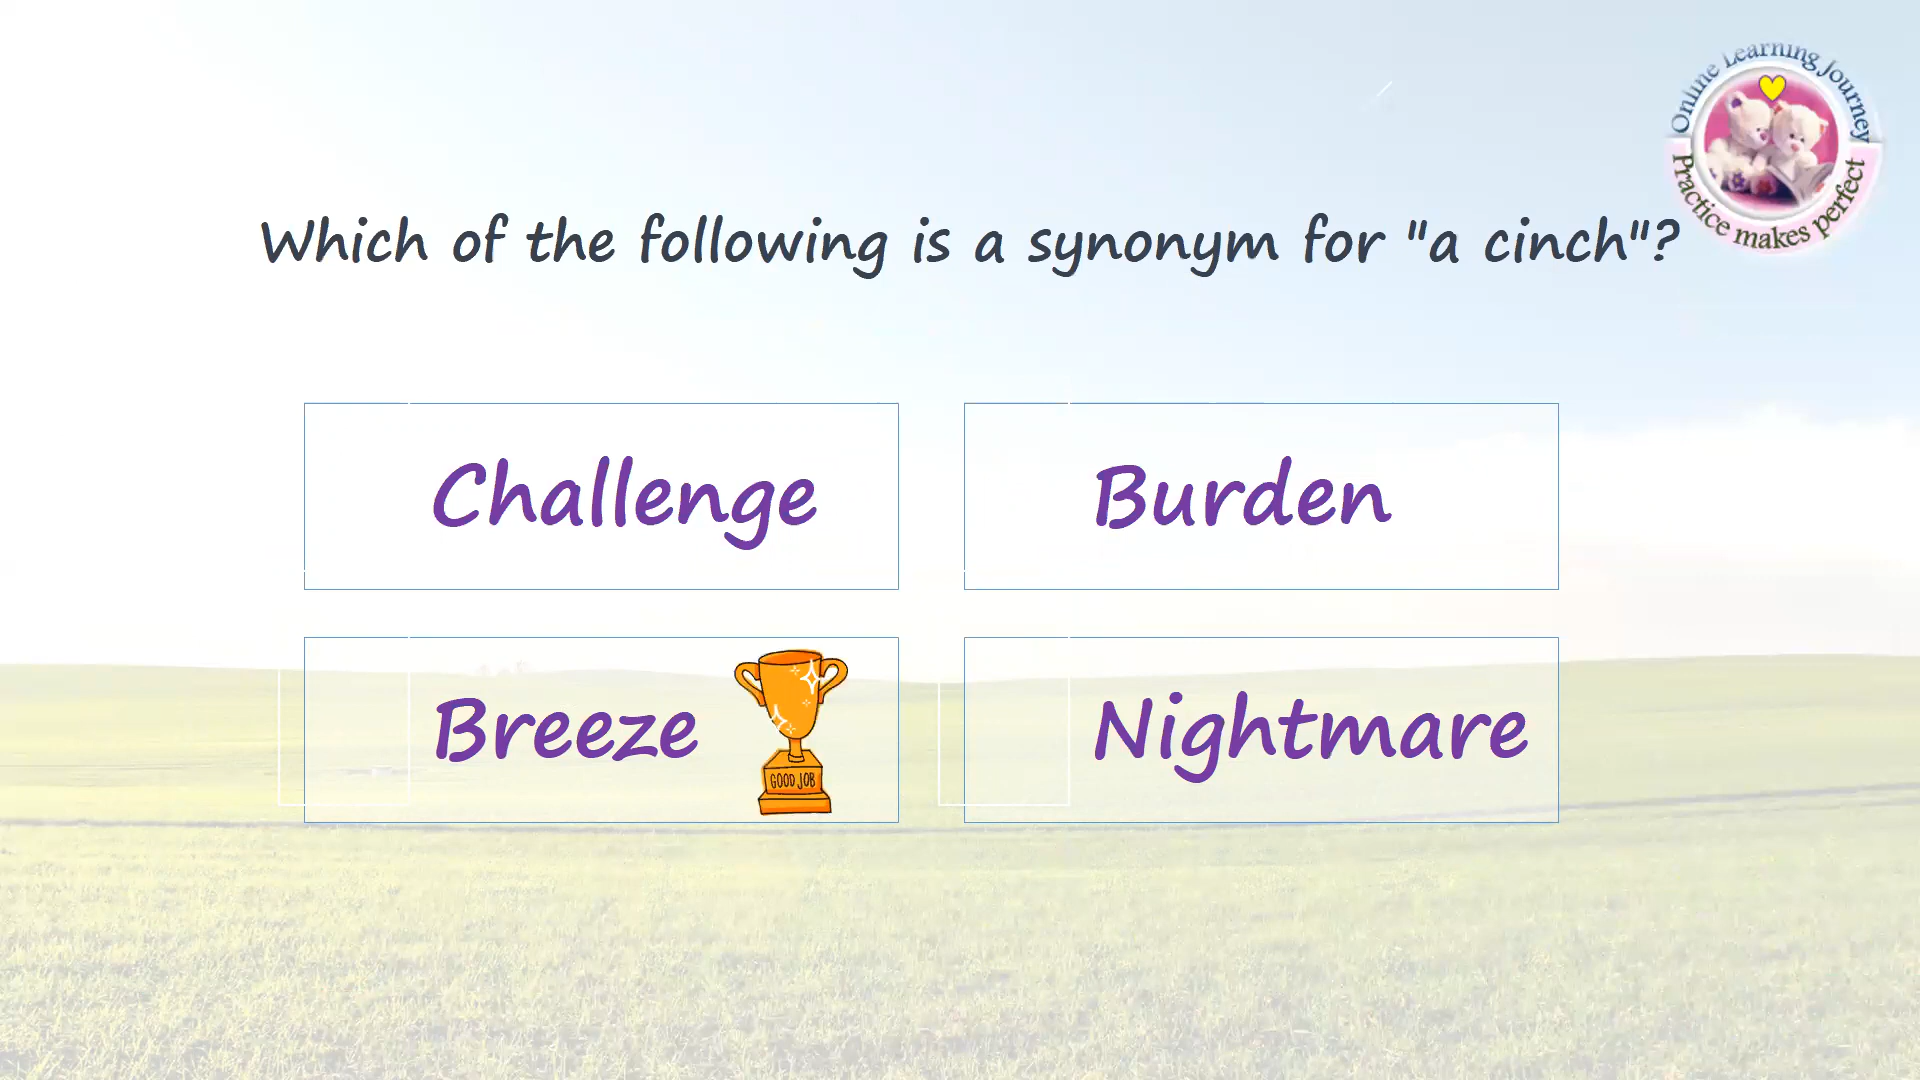 Online Learning Journey
Practice makes perfect
Which of the following is a synonym for "a cinch"?
Challenge
Burden
Breeze
GOOD JOB
Nightmare